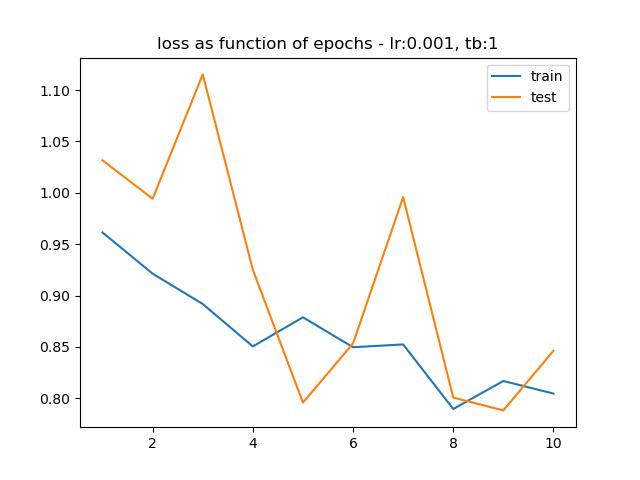 loss as function of epochs - lr:0.001, tb:1
train
test
1.10
1.05
1.00
0.95
0.90
0.85
0.80
2 4 6 8 10